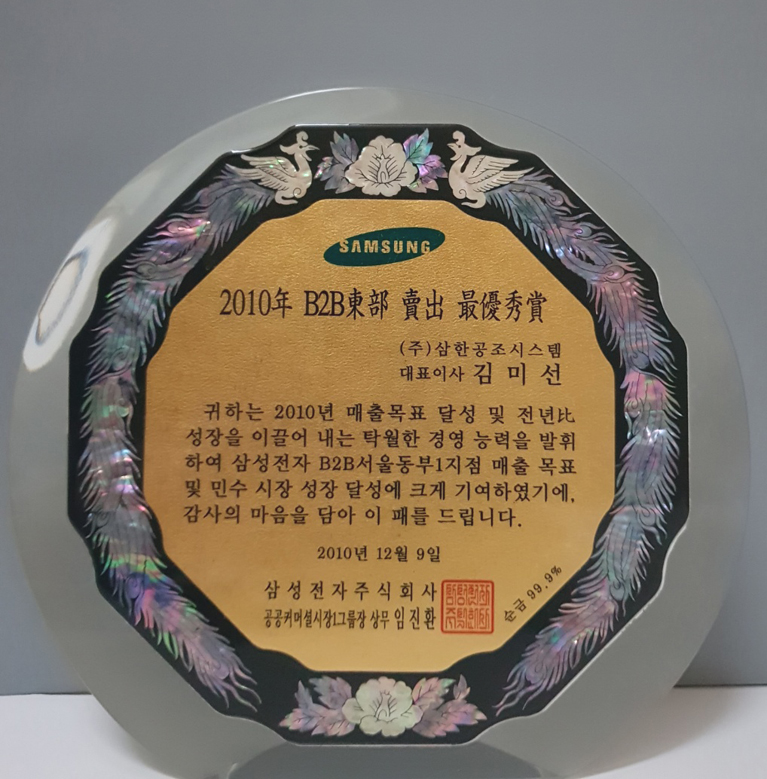 SAMSUNG
2010年 B2B東部 賣出 最優秀賞
(주)삼한공조시스템
대표이사 김 미 선
귀하는 2010년 매출목표 달성 및 전년比
성장을 이끌어 내는 탁월한 경영 능력을 발휘
하여 삼성전자 B2B서울동부1지점 매출 목표
및 민수 시장 성장 달성에 크게 기여하였기에,
감사의 마음을 담아 이 패를 드립니다.
2010년 12월 9일
삼성전자주식회사
공공커머셜시장1그룹장 상무 임진환
순금 99.9%